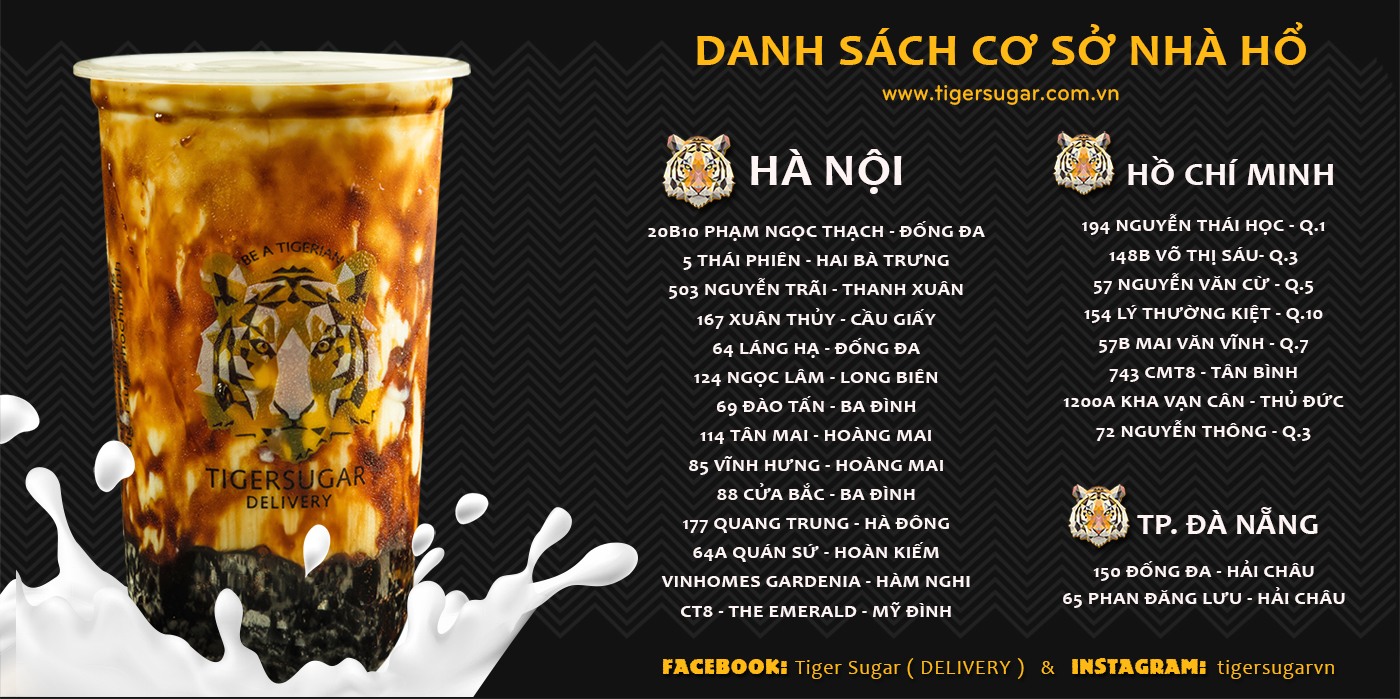 DANH SÁCH CƠ SỞ NHÀ HỔ
www.tigersugar.com.vn
HÀ NỘI
20B10 PHẠM NGỌC THẠCH - ĐỐNG ĐA
5 THÁI PHIÊN - HAI BÀ TRƯNG
503 NGUYỄN TRÃI - THANH XUÂN
167 XUÂN THỦY - CẦU GIẤY
64 LÁNG HẠ - ĐỐNG ĐA
124 NGỌC LÂM - LONG BIÊN
69 ĐÀO TẤN - BA ĐÌNH
114 TÂN MAI - HOÀNG MAI
85 VĨNH HƯNG - HOÀNG MAI
88 CỬA BẮC - BA ĐÌNH
177 QUANG TRUNG - HÀ ĐÔNG
64A QUÁN SỨ - HOÀN KIẾM
VINHOMES GARDENIA - HÀM NGHI
CT8 - THE EMERALD - MỸ ĐÌNH
HỒ CHÍ MINH
194 NGUYỄN THÁI HỌC - Q.1
148B VÕ THỊ SÁU- Q.3
57 NGUYỄN VĂN CỪ - Q.5
154 LÝ THƯỜNG KIỆT - Q.10
57B MAI VĂN VĨNH - Q.7
743 CMT8 - TÂN BÌNH
1200A KHA VẠN CÂN - THỦ ĐỨC
72 NGUYỄN THÔNG - Q.3
TP. ĐÀ NẴNG
150 ĐỐNG ĐA - HẢI CHÂU
65 PHAN ĐĂNG LƯU - HẢI CHÂU
FACEBOOK: Tiger Sugar ( DELIVERY ) & INSTAGRAM: tigersugarvn
BE A TIGERIAN
TIGERSUGAR
DELIVERY